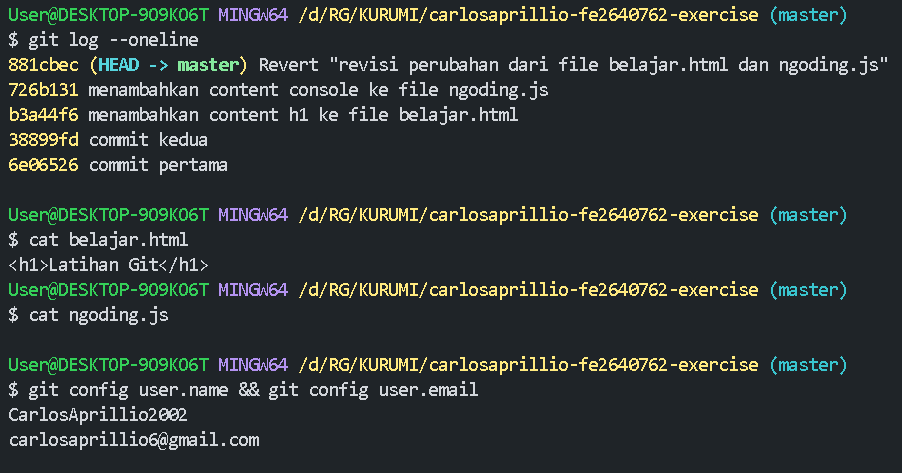 User@DESKTOP-909KO6T MINGW64 /d/RG/KURUMI/carlosaprillio-fe2640762-exercise (master)
$ git log --oneline
881cbec (HEAD -> master) Revert "revisi perubahan dari file belajar.html dan ngoding.js"
726b131 menambahkan content console ke file ngoding.js
b3a44f6 menambahkan content h1 ke file belajar.html
38899fd commit kedua
6e06526 commit pertama
User@DESKTOP-909KO6T MINGW64 /d/RG/KURUMI/carlosaprillio-fe2640762-exercise (master)
$ cat belajar.html
<h1>Latihan Git</h1>
User@DESKTOP-909KO6T MINGW64 /d/RG/KURUMI/carlosaprillio-fe2640762-exercise (master)
$ cat ngoding.js
User@DESKTOP-909KO6T MINGW64 /d/RG/KURUMI/carlosaprillio-fe2640762-exercise (master)
$ git config user.name && git config user.email
CarlosAprillio2002
carlosaprillio6@gmail.com